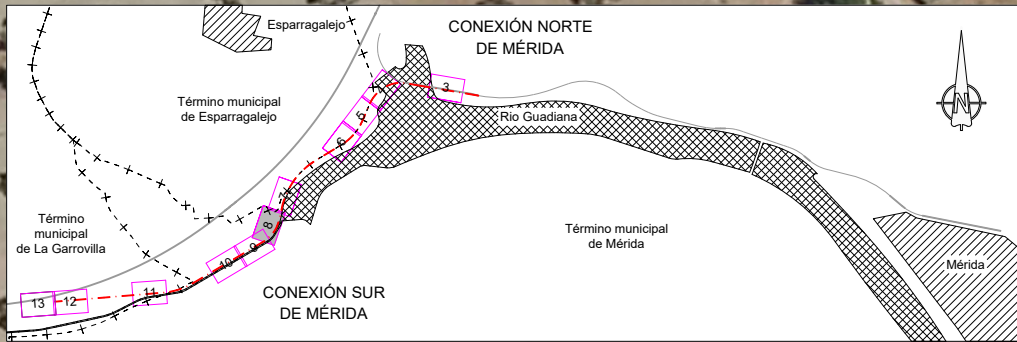 Esparragalejo
CONEXIÓN NORTE
DE MÉRIDA
Término municipal
de Esparragalejo
3
4
5
6
Rio Guadiana
N
7
8
9
10
11
12
13
Término
municipal
de La Garrovilla
Término municipal
de Mérida
Mérida
CONEXIÓN SUR
DE MÉRIDA